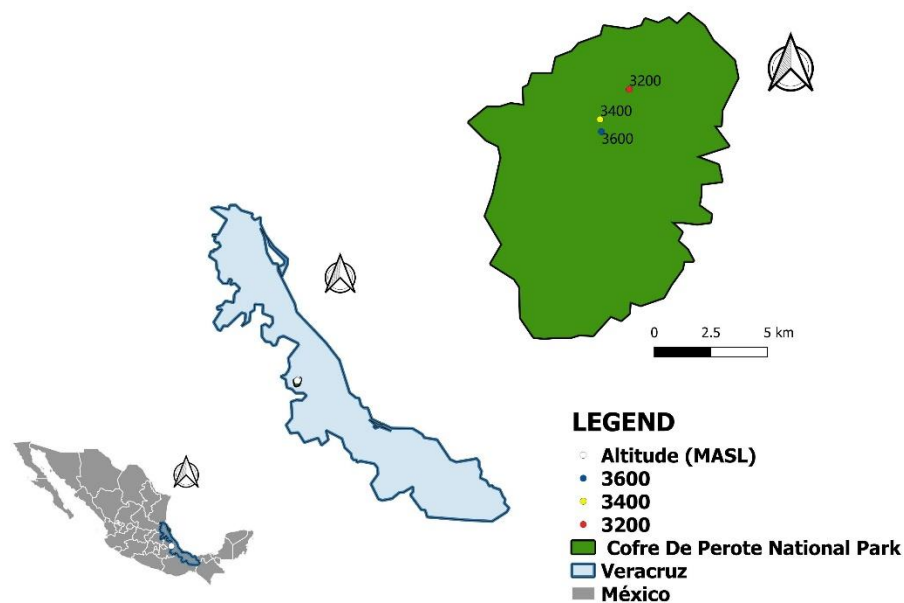 3200
3400
3600
0 2.5 5 km
LEGEND
Altitude (MASL)
3600
3400
3200
Cofre De Perote National Park
Veracruz
México